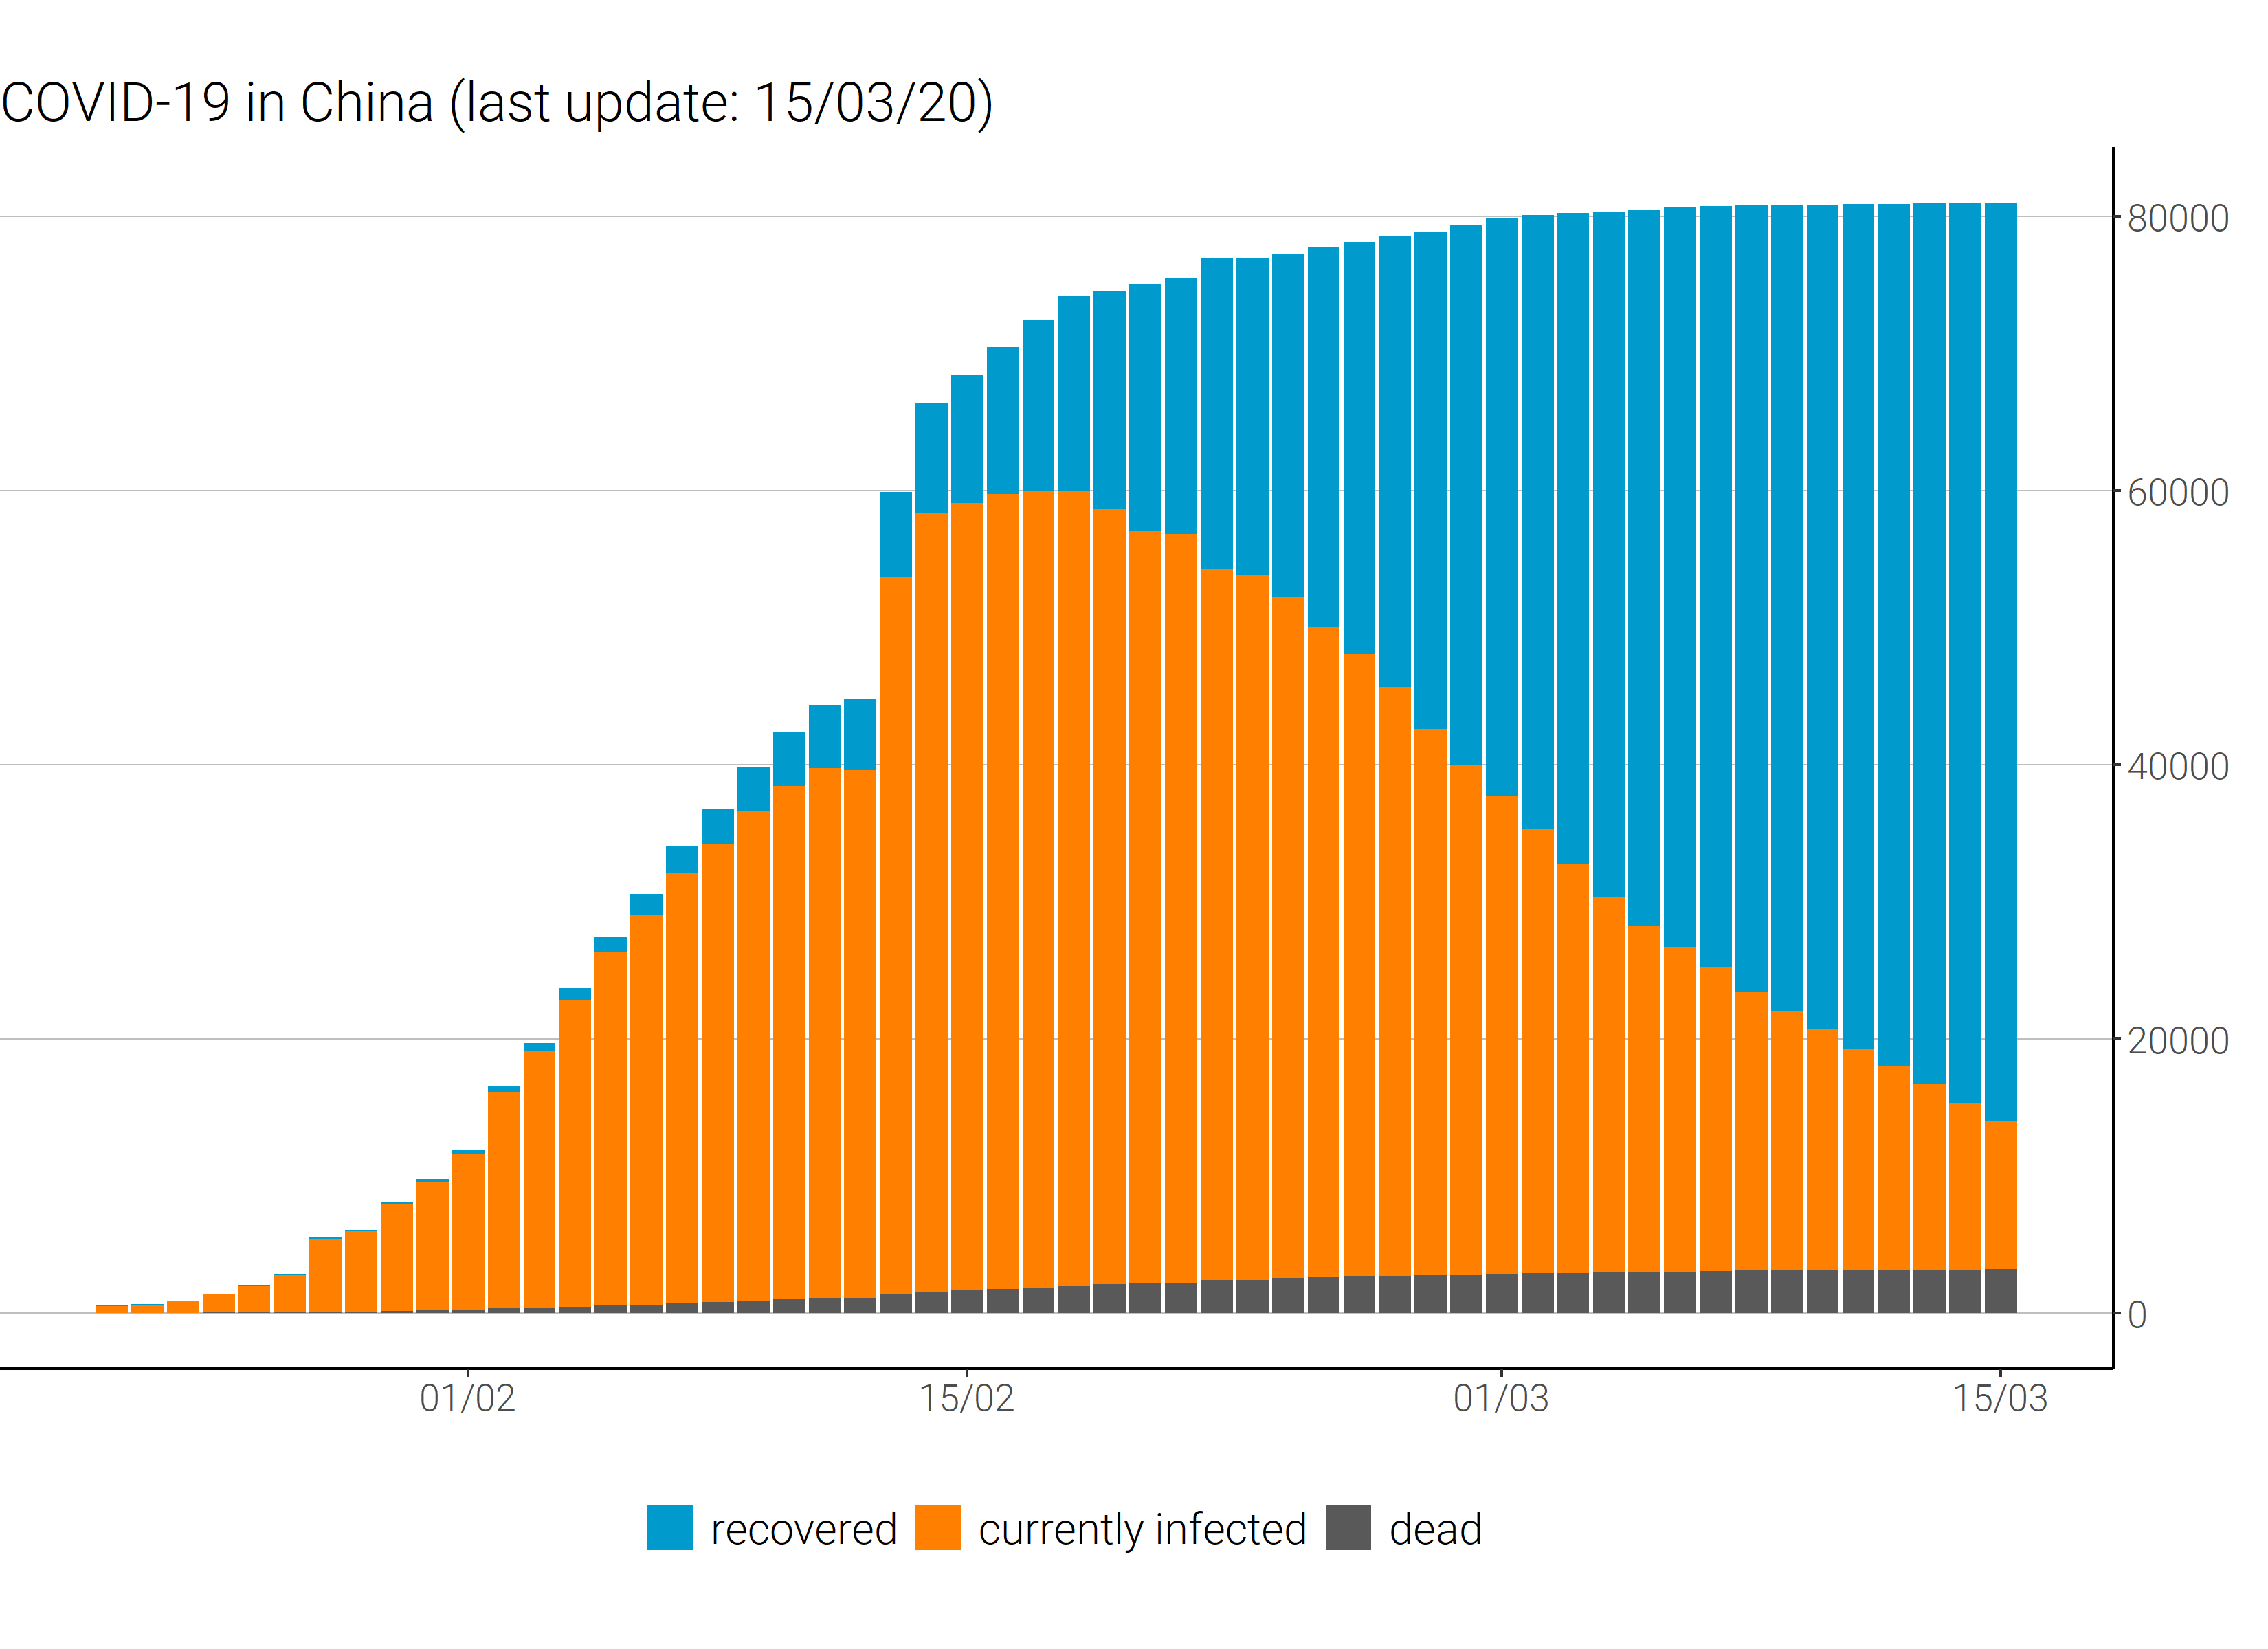 COVID-19 in China (last update: 15/03/20)
80000
60000
40000
20000
0
01/02 15/02 01/03 15/03
recovered currently infected dead